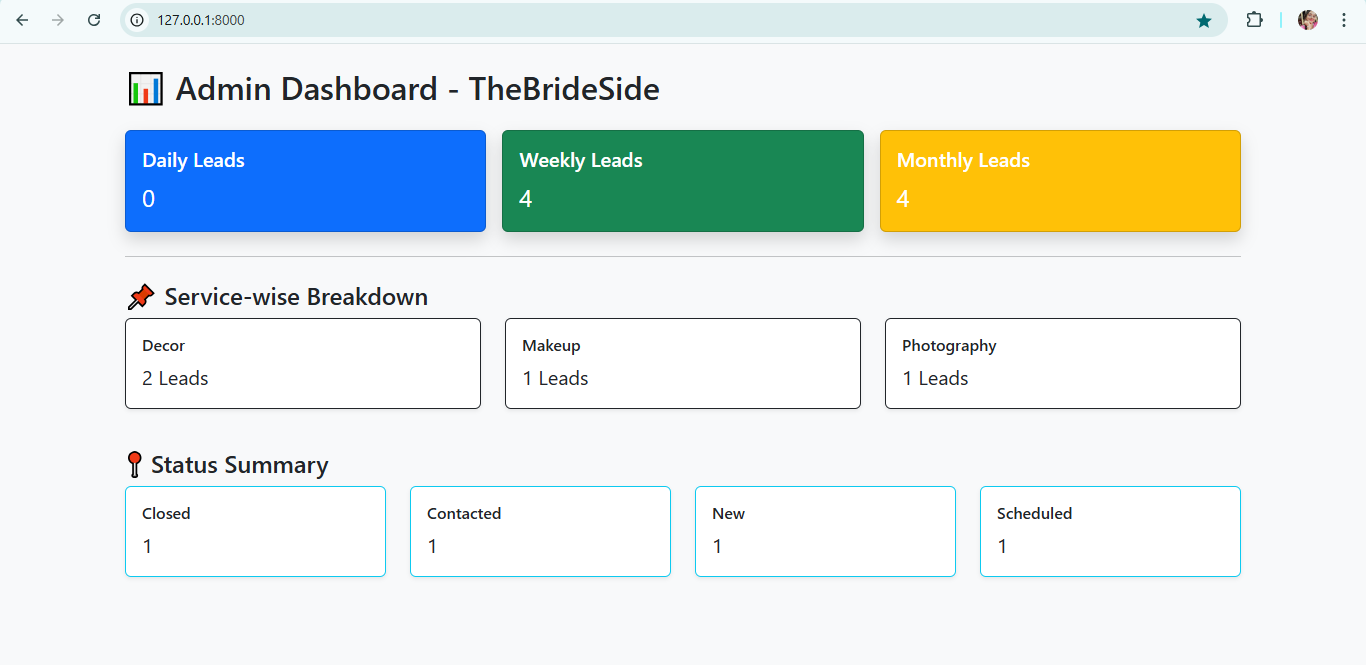 127.0.0.1:8000
📊 Admin Dashboard - TheBrideSide
Daily Leads
0
Weekly Leads
4
Monthly Leads
4
📌 Service-wise Breakdown
Decor
2 Leads
Makeup
1 Leads
Photography
1 Leads
📍 Status Summary
Closed
1
Contacted
1
New
1
Scheduled
1